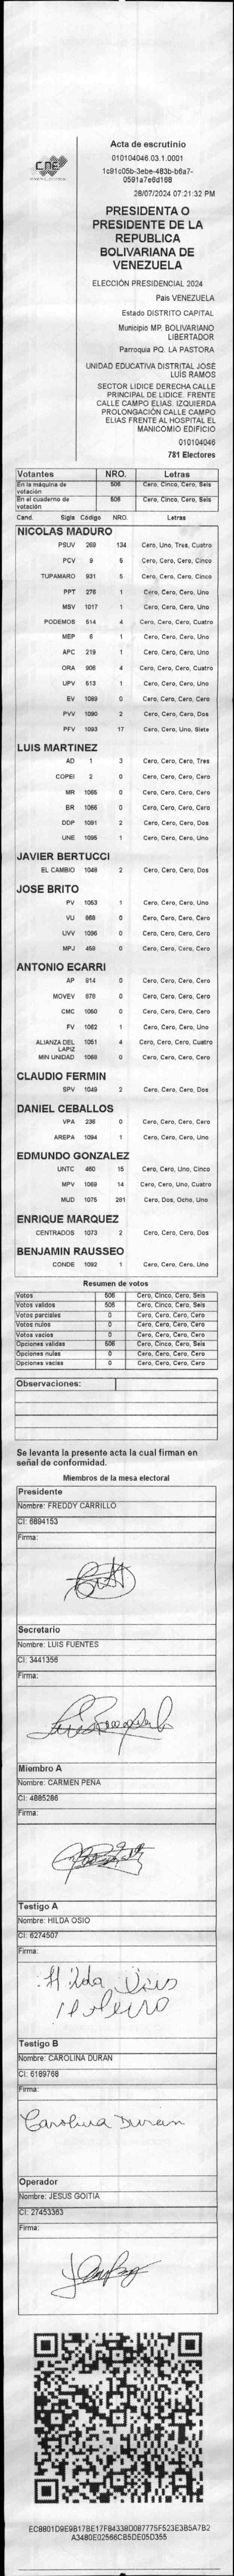 CNE
Acta de escrutinio
010104046.03.1.0001
1c91c05b-3ebe-483b-b6a7-
0591a7e6d168
28/07/2024 07:21:32 PM
PRESIDENTA O
PRESIDENTE DE LA
REPUBLICA
BOLIVARIANA DE
VENEZUELA
ELECCIÓN PRESIDENCIAL 2024
Pais VENEZUELA
Estado DISTRITO CAPITAL
Municipio MP. BOLIVARIANO
LIBERTADOR
Parroquia PQ. LA PASTORA
UNIDAD EDUCATIVA DISTRITAL JOSÉ
LUÍS RAMOS
SECTOR LIDICE DERECHA CALLE
PRINCIPAL DE LIDICE. FRENTE
CALLE CAMPO ELIAS. IZQUIERDA
PROLONGACIÓN CALLE CAMPO
ELIAS FRENTE AL HOSPITAL EL
MANICOMIO EDIFICIO
010104046
781 Electores
Votantes NRO. Letras
En la máquina de votación 506 Cero, Cinco, Cero, Seis
En el cuaderno de votación 506 Cero, Cinco, Cero, Seis
Cand. Sigla Código NRO. Letras
NICOLAS MADURO
PSUV 269 134 Cero, Uno, Tres, Cuatro
PCV 9 5 Cero, Cero, Cero, Cinco
TUPAMARO 931 5 Cero, Cero, Cero, Cinco
PPT 276 1 Cero, Cero, Cero, Uno
MSV 1017 1 Cero, Cero, Cero, Uno
PODEMOS 514 4 Cero, Cero, Cero, Cuatro
MEP 6 1 Cero, Cero, Cero, Uno
APC 219 1 Cero, Cero, Cero, Uno
ORA 906 4 Cero, Cero, Cero, Cuatro
UPV 513 1 Cero, Cero, Cero, Uno
EV 1089 0 Cero, Cero, Cero, Cero
PVV 1090 2 Cero, Cero, Cero, Dos
PFV 1093 17 Cero, Cero, Uno, Siete
LUIS MARTINEZ
AD 1 3 Cero, Cero, Cero, Tres
COPEI 2 0 Cero, Cero, Cero, Cero
MR 1065 0 Cero, Cero, Cero, Cero
BR 1066 0 Cero, Cero, Cero, Cero
DDP 1091 2 Cero, Cero, Cero, Dos
UNE 1095 1 Cero, Cero, Cero, Uno
JAVIER BERTUCCI
EL CAMBIO 1048 2 Cero, Cero, Cero, Dos
JOSE BRITO
PV 1053 1 Cero, Cero, Cero, Uno
VU 868 0 Cero, Cero, Cero, Cero
UVV 1096 0 Cero, Cero, Cero, Cero
MPJ 458 0 Cero, Cero, Cero, Cero
ANTONIO ECARRI
AP 814 0 Cero, Cero, Cero, Cero
MOVEV 878 0 Cero, Cero, Cero, Cero
CMC 1050 0 Cero, Cero, Cero, Cero
FV 1052 1 Cero, Cero, Cero, Uno
ALIANZA DEL LAPIZ 1051 4 Cero, Cero, Cero, Cuatro
MIN UNIDAD 1068 0 Cero, Cero, Cero, Cero
CLAUDIO FERMIN
SPV 1049 2 Cero, Cero, Cero, Dos
DANIEL CEBALLOS
VPA 236 0 Cero, Cero, Cero, Cero
AREPA 1094 1 Cero, Cero, Cero, Uno
EDMUNDO GONZALEZ
UNTC 460 15 Cero, Cero, Uno, Cinco
MPV 1069 14 Cero, Cero, Uno, Cuatro
MUD 1075 281 Cero, Dos, Ocho, Uno
ENRIQUE MARQUEZ
CENTRADOS 1073 2 Cero, Cero, Cero, Dos
BENJAMIN RAUSSEO
CONDE 1092 1 Cero, Cero, Cero, Uno
Resumen de votos
Votos 506 Cero, Cinco, Cero, Seis
Votos validos 506 Cero, Cinco, Cero, Seis
Votos parciales 0 Cero, Cero, Cero, Cero
Votos nulos 0 Cero, Cero, Cero, Cero
Votos vacios 0 Cero, Cero, Cero, Cero
Opciones validas 506 Cero, Cinco, Cero, Seis
Opciones nulas 0 Cero, Cero, Cero, Cero
Opciones vacias 0 Cero, Cero, Cero, Cero
Observaciones:
Se levanta la presente acta la cual firman en
señal de conformidad.
Miembros de la mesa electoral
Presidente
Nombre: FREDDY CARRILLO
CI: 6894153
Firma:
Secretario
Nombre: LUIS FUENTES
CI: 3441356
Firma:
Miembro A
Nombre: CARMEN PEÑA
CI: 4885286
Firma:
Testigo A
Nombre: HILDA OSIO
CI: 6274507
Firma:
Hilda
Testigo B
Nombre: CAROLINA DURAN
CI: 6189768
Firma:
Carolina Duran
Operador
Nombre: JESUS GOITIA
CI: 27453363
Firma:
EC8801D9E9B17BE17F84338D087775F523E3B5A7B2
A3480E02566CB5DE05D355